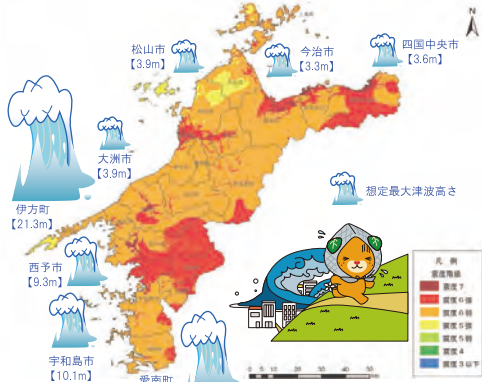 N
松山市
【3.9m】
今治市
【3.3m】
四国中央市
【3.6m】
大洲市
【3.9m】
伊方町
【21.3m】
想定最大津波高さ
西予市
【9.3m】
宇和島市
【10.1m】
愛南町
凡 例
震度階級
震度7
震度6強
震度6弱
震度5強
震度5弱
震度4
震度3以下